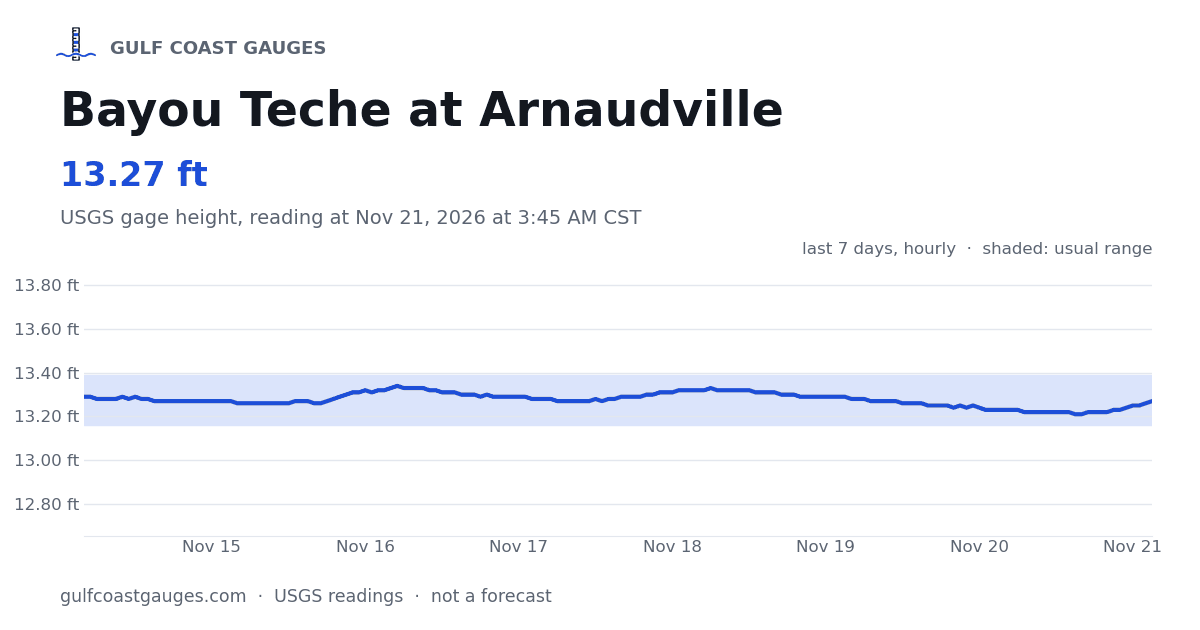 GULF COAST GAUGES
Bayou Teche at Arnaudville
13.27 ft
USGS gage height, reading at Nov 21, 2026 at 3:45 AM CST
last 7 days, hourly · shaded: usual range
13.80 ft
13.60 ft
13.40 ft
13.20 ft
13.00 ft
12.80 ft
Nov 15 Nov 16 Nov 17 Nov 18 Nov 19 Nov 20 Nov 21
gulfcoastgauges.com · USGS readings · not a forecast